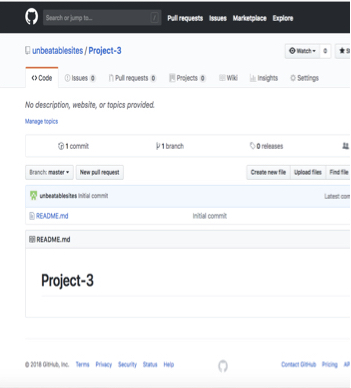 Search or jump to... / Pull requests Issues Marketplace Explore
unbeatablesites / Project-3 Watch 0
Code Issues 0 Pull requests 0 Projects 0 Wiki Insights Settings
No description, website, or topics provided.
Manage topics
1 commit 1 branch 0 releases
Branch: master New pull request Create new file Upload files Find file
unbeatablesites Initial commit Latest com
README.md Initial commit
README.md
Project-3
© 2018 GitHub, Inc. Terms Privacy Security Status Help Contact GitHub Pricing AP